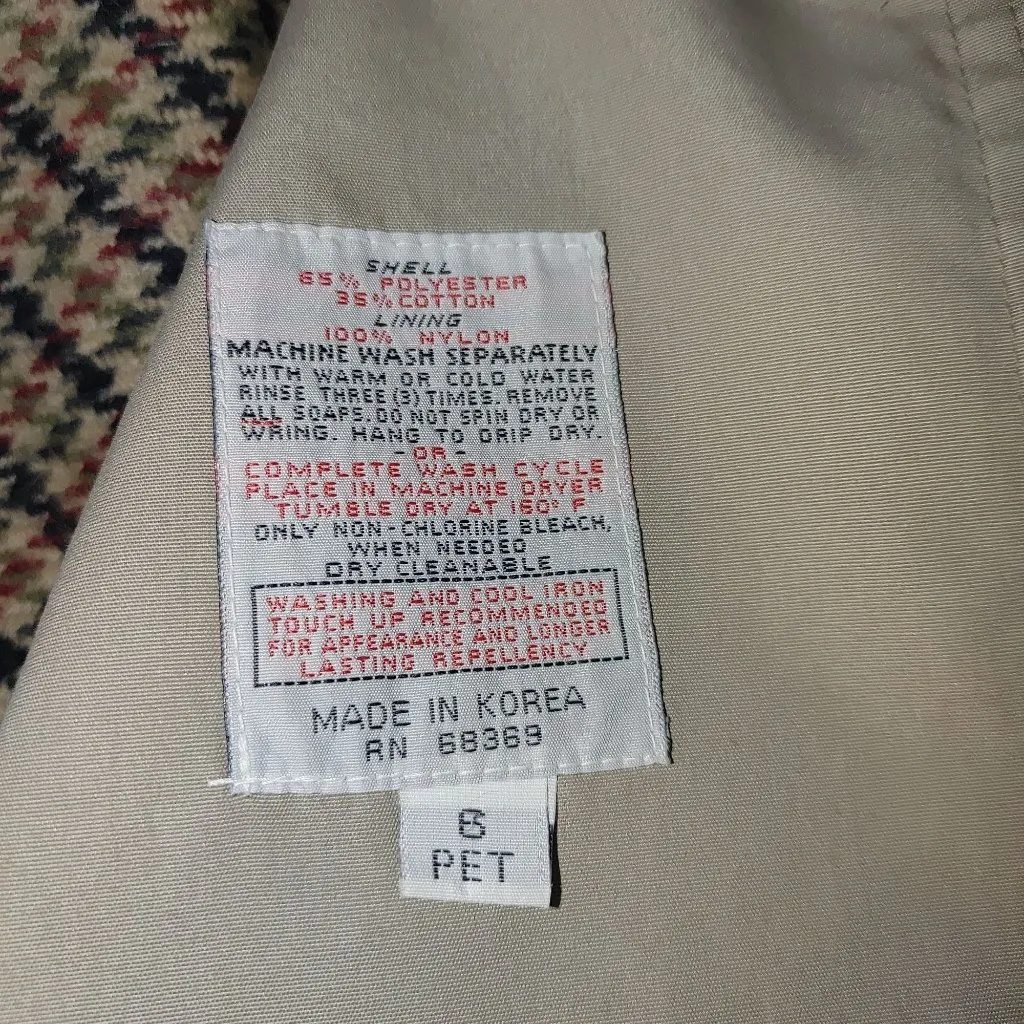 SHELL
65% POLYESTER
35% COTTON
LINING
100% NYLON
MACHINE WASH SEPARATELY
WITH WARM OR COLD WATER
RINSE THREE (3) TIMES. REMOVE
ALL SOAPS. DO NOT SPIN DRY OR
WRING. HANG TO DRIP DRY.
- OR -
COMPLETE WASH CYCLE
PLACE IN MACHINE DRYER
TUMBLE DRY AT 160° F
ONLY NON-CHLORINE BLEACH,
WHEN NEEDED
DRY CLEANABLE
WASHING AND COOL IRON
TOUCH UP RECOMMENDED
FOR APPEARANCE AND LONGER
LASTING REPELLENCY
MADE IN KOREA
RN 68369
PET